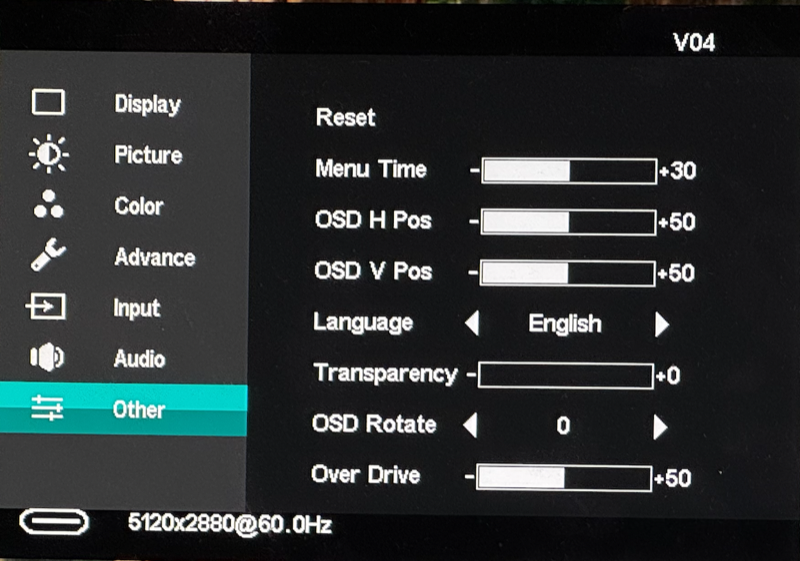 V04
Display
Picture
Color
Advance
Input
Audio
Other
Reset
Menu Time -+30
OSD H Pos -+50
OSD V Pos -+50
Language English
Transparency -+0
OSD Rotate 0
Over Drive -+50
5120x2880@60.0Hz